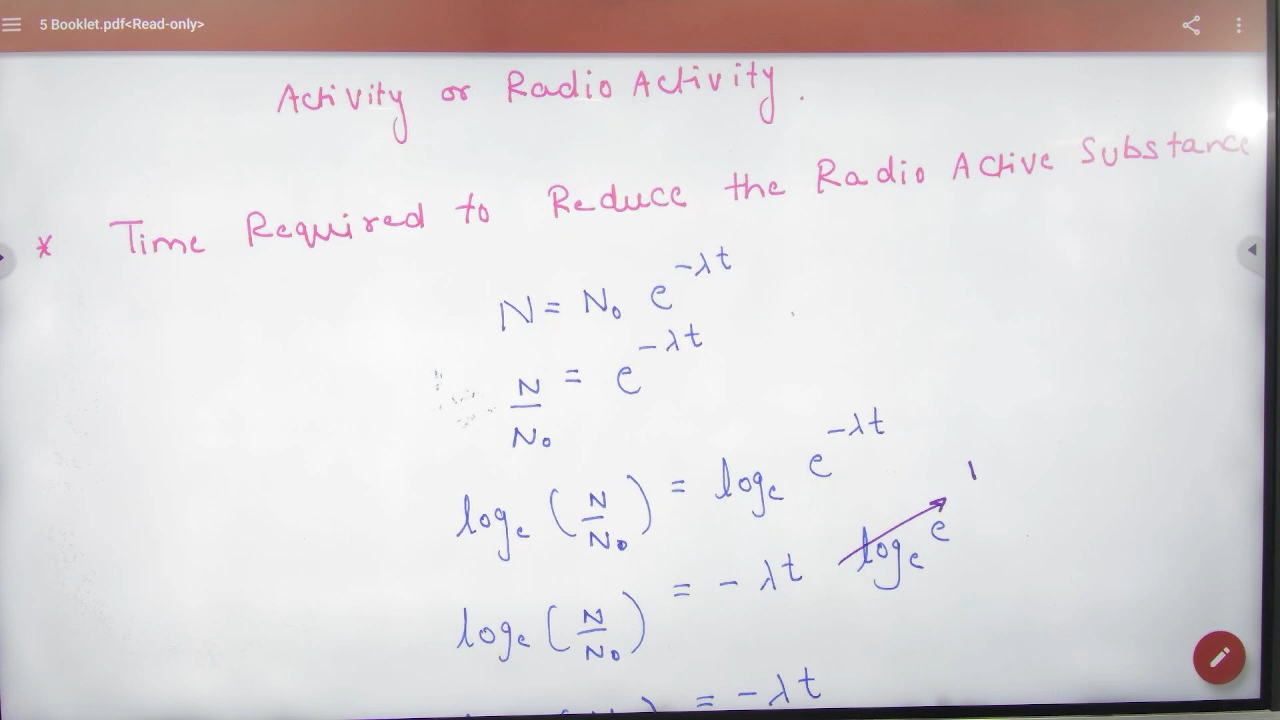 5 Booklet.pdf<Read-only>
Activity or Radio Activity.
* Time Required to Reduce the Radio Active Substance
N = N₀ e^(-λt)
N/N₀ = e^(-λt)
logₑ (N/N₀) = logₑ e^(-λt)
logₑ (N/N₀) = - λt logₑ e 1
= - λt